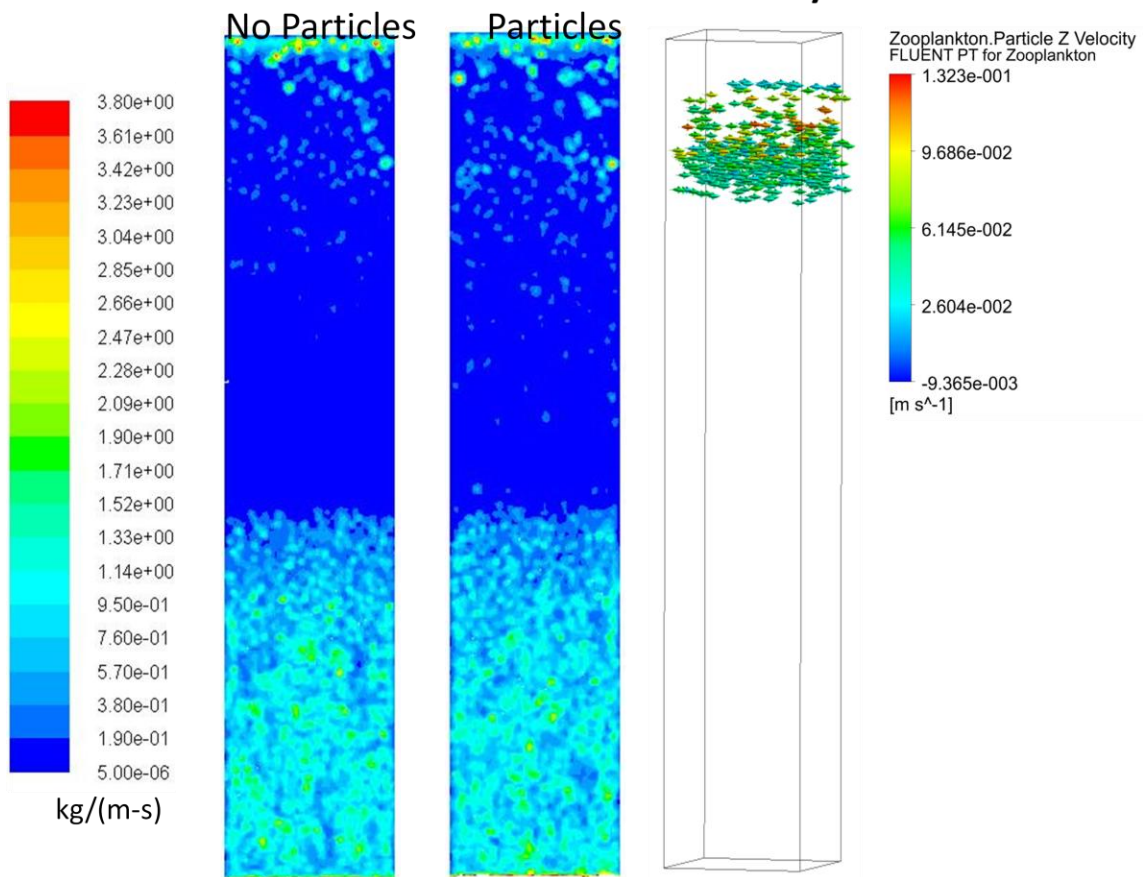 No Particles
Particles
3.80e+00
3.61e+00
3.42e+00
3.23e+00
3.04e+00
2.85e+00
2.66e+00
2.47e+00
2.28e+00
2.09e+00
1.90e+00
1.71e+00
1.52e+00
1.33e+00
1.14e+00
9.50e-01
7.60e-01
5.70e-01
3.80e-01
1.90e-01
5.00e-06
kg/(m-s)
Zooplankton.Particle Z Velocity
FLUENT PT for Zooplankton
1.323e-001
9.686e-002
6.145e-002
2.604e-002
-9.365e-003
[m s^-1]